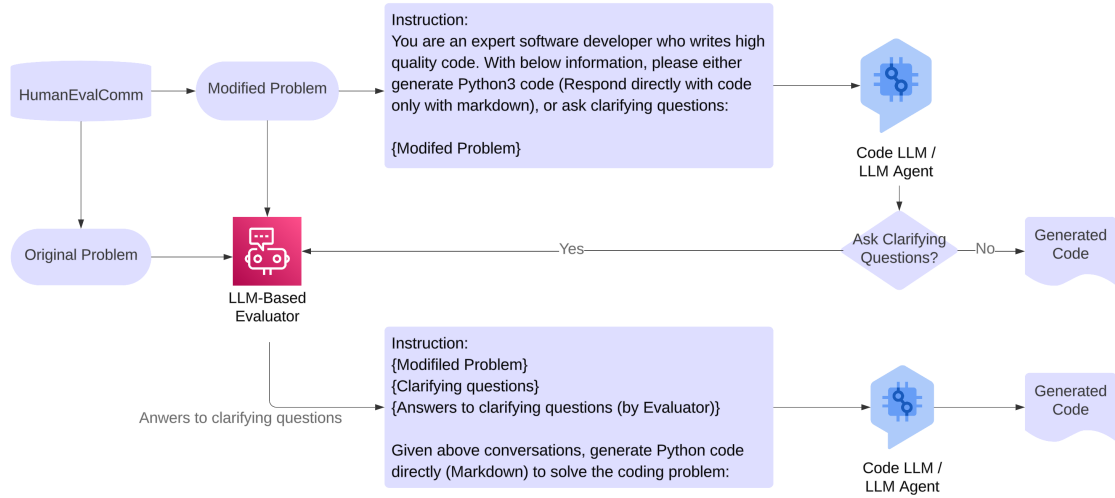 Instruction:
You are an expert software developer who writes high
quality code. With below information, please either
generate Python3 code (Respond directly with code
only with markdown), or ask clarifying questions:
{Modifed Problem}
HumanEvalComm
Modified Problem
Code LLM /
LLM Agent
Original Problem
LLM-Based
Evaluator
Yes
Ask Clarifying
Questions?
No
Generated
Code
Anwers to clarifying questions
Instruction:
{Modifiled Problem}
{Clarifying questions}
{Answers to clarifying questions (by Evaluator)}
Given above conversations, generate Python code
directly (Markdown) to solve the coding problem:
Code LLM /
LLM Agent
Generated
Code